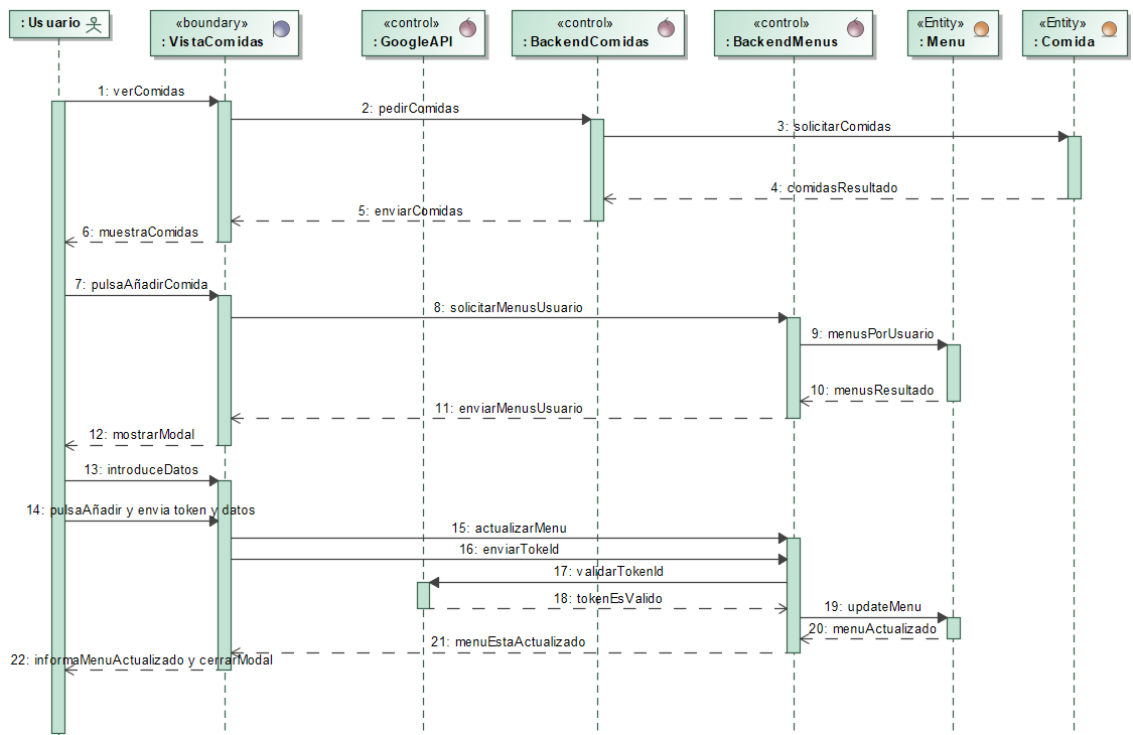 : Usuario
«boundary»
: VistaComidas
«control»
: GoogleAPI
«control»
: BackendComidas
«control»
: BackendMenus
«Entity»
: Menu
«Entity»
: Comida
1: verComidas
2: pedirComidas
3: solicitarComidas
4: comidasResultado
5: enviarComidas
6: muestraComidas
7: pulsaAñadirComida
8: solicitarMenusUsuario
9: menusPorUsuario
10: menusResultado
11: enviarMenusUsuario
12: mostrarModal
13: introduceDatos
14: pulsaAñadir y envia token y datos
15: actualizarMenu
16: enviarTokeId
17: validarTokenId
18: tokenEsValido
19: updateMenu
20: menuActualizado
21: menuEstaActualizado
22: informaMenuActualizado y cerrarModal